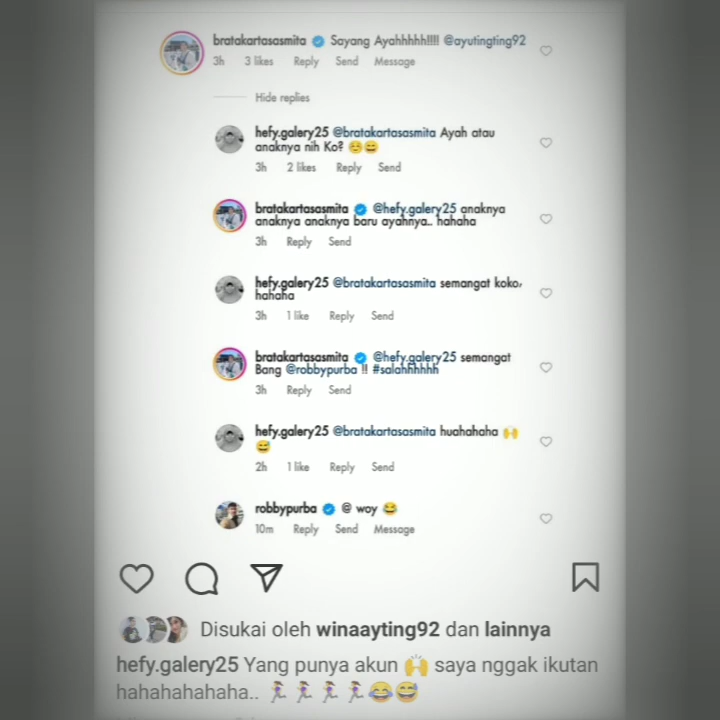 bratakartasasmita Sayang Ayahhhhh!!!! @ayutingting92
3h 3 likes Reply Send Message
Hide replies
hefy.galery25 @bratakartasasmita Ayah atau
anaknya nih Ko? ☺️😄
3h 2 likes Reply Send
bratakartasasmita @hefy.galery25 anaknya
anaknya anaknya baru ayahnya.. hahaha
3h Reply Send
hefy.galery25 @bratakartasasmita semangat koko,
hahaha
3h 1 like Reply Send
bratakartasasmita @hefy.galery25 semangat
Bang @robbypurba !! #salahhhhhh
3h Reply Send
hefy.galery25 @bratakartasasmita huahahaha 🙌
😅
2h 1 like Reply Send
robbypurba @ woy 😂
10m Reply Send Message
Disukai oleh winaayting92 dan lainnya
hefy.galery25 Yang punya akun 🙌 saya nggak ikutan
hahahahahaha.. 🏃‍♀️🏃‍♀️🏃‍♀️🏃‍♀️😂😅